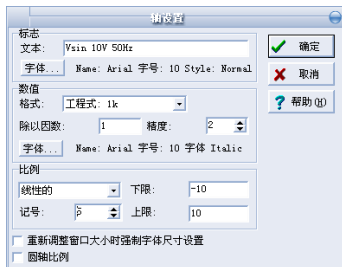 轴设置
标志
文本: Vsin 10V 50Hz
确定
字体... Name: Arial 字号: 10 Style: Normal
取消
数值
格式: 工程式: 1k
帮助(H)
除以因数: 1 精度: 2
字体... Name: Arial 字号: 10 字体 Italic
比例
线性的 下限: -10
记号: 上限: 10
重新调整窗口大小时强制字体尺寸设置
圆轴比例